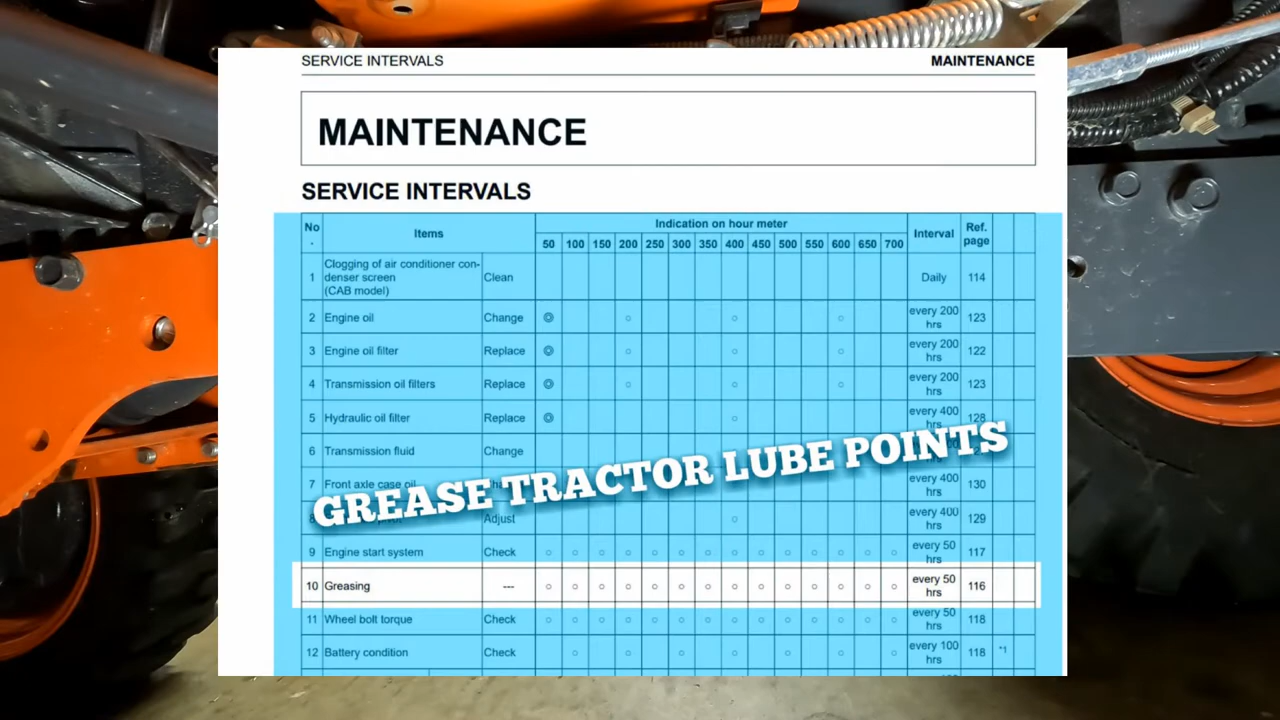 SERVICE INTERVALS
MAINTENANCE
MAINTENANCE
SERVICE INTERVALS
No. Items Indication on hour meter Interval Ref. page
50 100 150 200 250 300 350 400 450 500 550 600 650 700
1 Clogging of air conditioner con-
denser screen
(CAB model) Clean Daily 114
2 Engine oil Change ◎ ○ ○ ○ every 200 hrs 123
3 Engine oil filter Replace ◎ ○ ○ ○ every 200 hrs 122
4 Transmission oil filters Replace ◎ ○ ○ ○ every 200 hrs 123
5 Hydraulic oil filter Replace ◎ ○ every 400 hrs 128
6 Transmission fluid Change
7 Front axle case oil every 400 hrs 130
GREASE TRACTOR LUBE POINTS
8 Adjust ○ every 400 hrs 129
9 Engine start system Check ○ ○ ○ ○ ○ ○ ○ ○ ○ ○ ○ ○ ○ ○ every 50 hrs 117
10 Greasing --- ○ ○ ○ ○ ○ ○ ○ ○ ○ ○ ○ ○ ○ ○ every 50 hrs 116
11 Wheel bolt torque Check ○ ○ ○ ○ ○ ○ ○ ○ ○ ○ ○ ○ ○ ○ every 50 hrs 118
12 Battery condition Check ○ ○ ○ ○ ○ ○ ○ every 100 hrs 118 *1